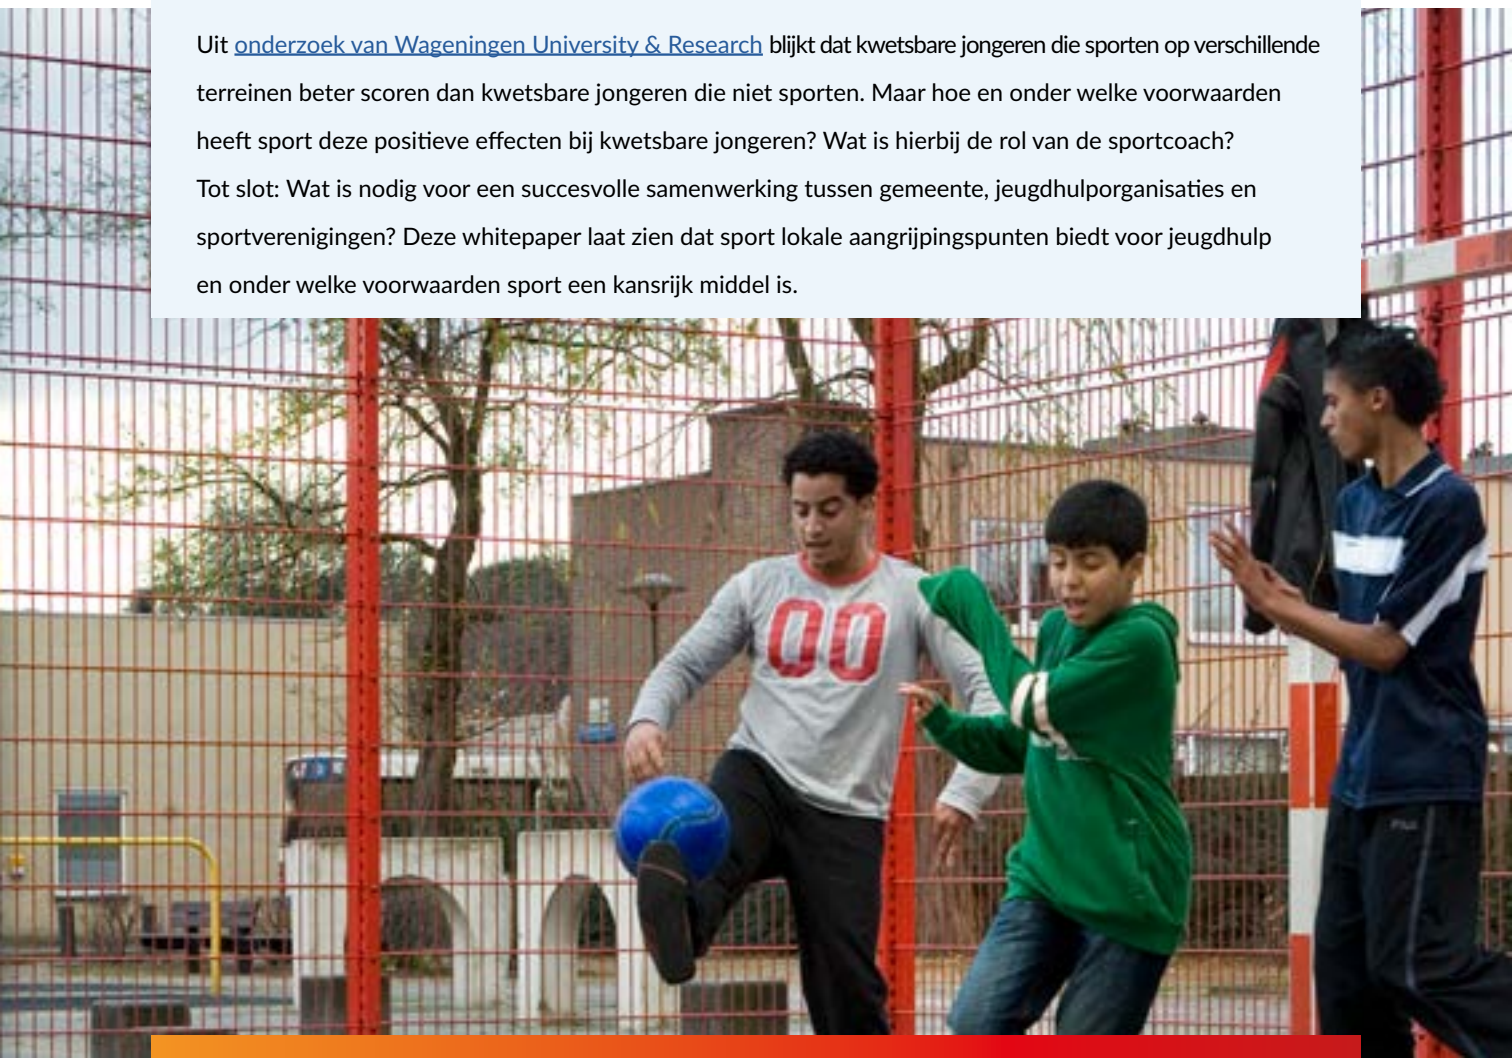 Uit onderzoek van Wageningen University & Research blijkt dat kwetsbare jongeren die sporten op verschillende
terreinen beter scoren dan kwetsbare jongeren die niet sporten. Maar hoe en onder welke voorwaarden
heeft sport deze positieve effecten bij kwetsbare jongeren? Wat is hierbij de rol van de sportcoach?
Tot slot: Wat is nodig voor een succesvolle samenwerking tussen gemeente, jeugdhulporganisaties en
sportverenigingen? Deze whitepaper laat zien dat sport lokale aangrijpingspunten biedt voor jeugdhulp
en onder welke voorwaarden sport een kansrijk middel is.
00
FILA